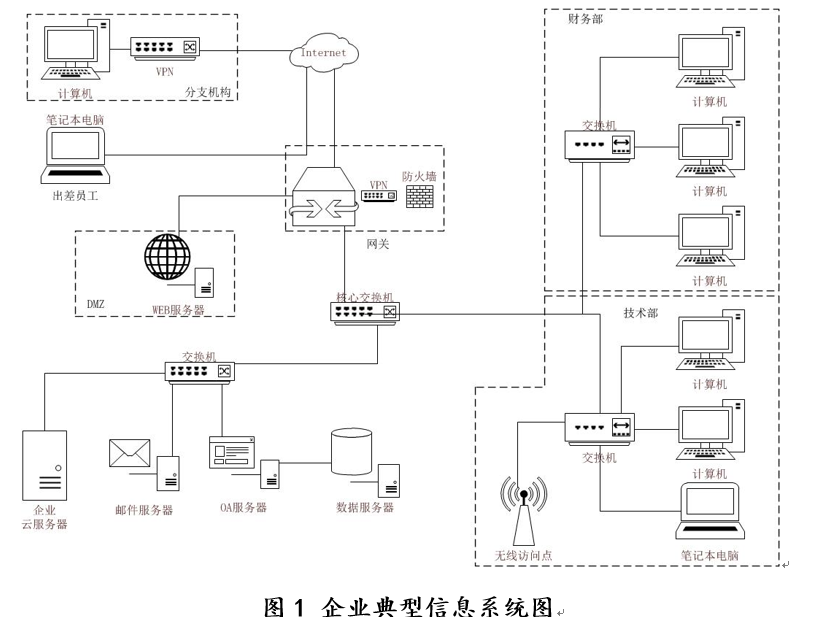 Internet
VPN
计算机
分支机构
笔记本电脑
出差员工
VPN
防火墙
网关
DMZ
WEB服务器
核心交换机
交换机
企业
云服务器
邮件服务器
OA服务器
数据服务器
财务部
计算机
交换机
计算机
计算机
技术部
计算机
交换机
计算机
无线访问点
笔记本电脑
图1 企业典型信息系统图